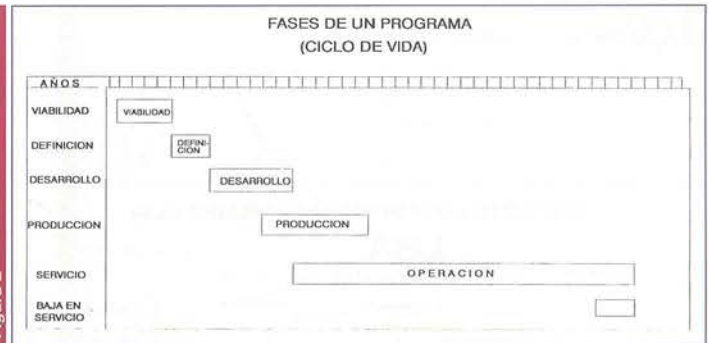 FASES DE UN PROGRAMA
(CICLO DE VIDA)
AÑOS
VIABILIDAD
VIABILIDAD
DEFINICION
DEFINI-
CION
DESARROLLO
DESARROLLO
PRODUCCION
PRODUCCION
SERVICIO
OPERACION
BAJA EN
SERVICIO